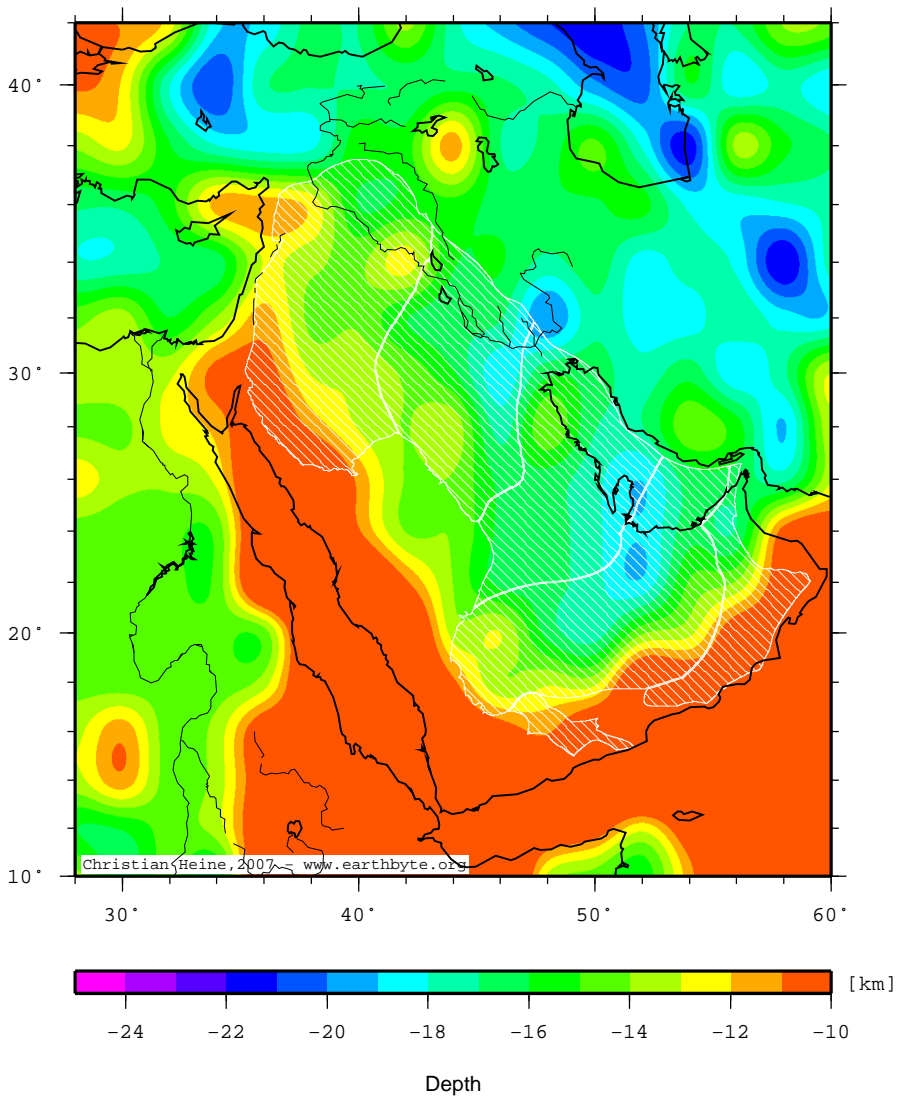 40°
30°
20°
10°
Christian Heine, 2007 – www.earthbyte.org
30° 40° 50° 60°
[km]
−24 −22 −20 −18 −16 −14 −12 −10
Depth